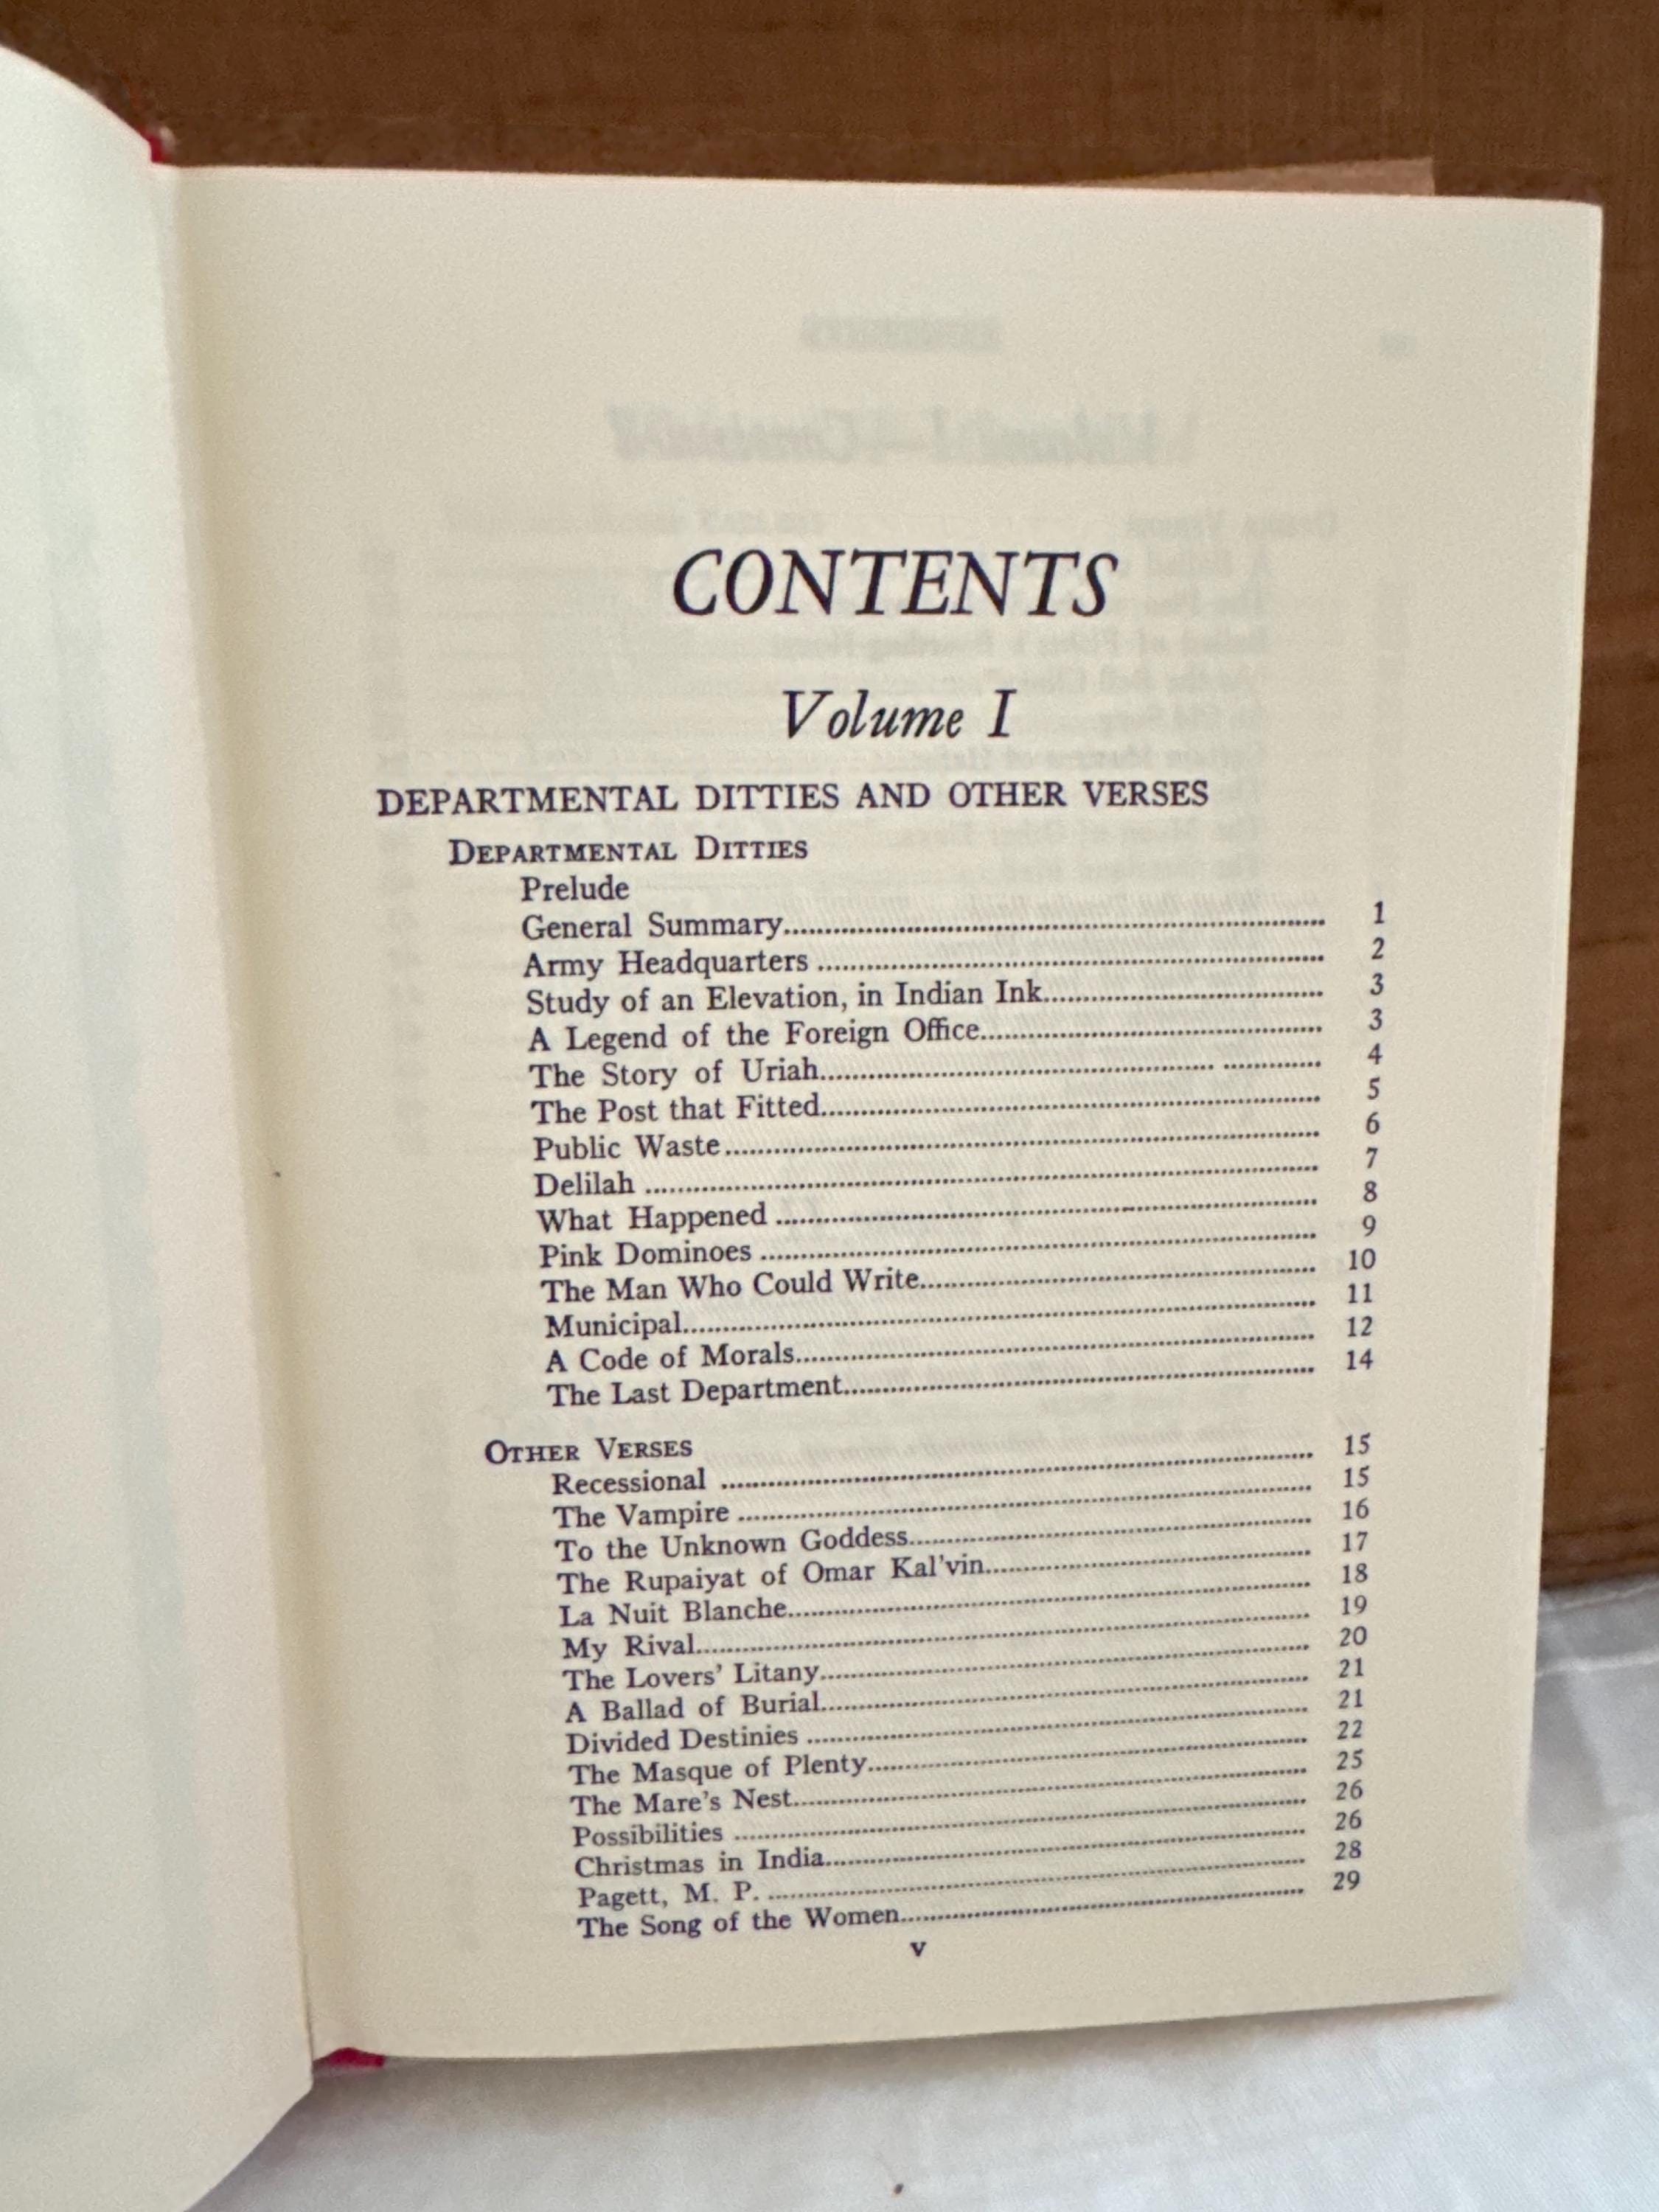 CONTENTS
Volume I
DEPARTMENTAL DITTIES AND OTHER VERSES
DEPARTMENTAL DITTIES
Prelude
General Summary 1
Army Headquarters 2
Study of an Elevation, in Indian Ink 3
A Legend of the Foreign Office 3
The Story of Uriah 4
The Post that Fitted 5
Public Waste 6
Delilah 7
What Happened 8
Pink Dominoes 9
The Man Who Could Write 10
Municipal 11
A Code of Morals 12
The Last Department 14
OTHER VERSES
Recessional 15
The Vampire 15
To the Unknown Goddess 16
The Rupaiyat of Omar Kal'vin 17
La Nuit Blanche 18
My Rival 19
The Lovers' Litany 20
A Ballad of Burial 21
Divided Destinies 21
The Masque of Plenty 22
The Mare's Nest 25
Possibilities 26
Christmas in India 26
Pagett, M. P. 28
The Song of the Women 29
v